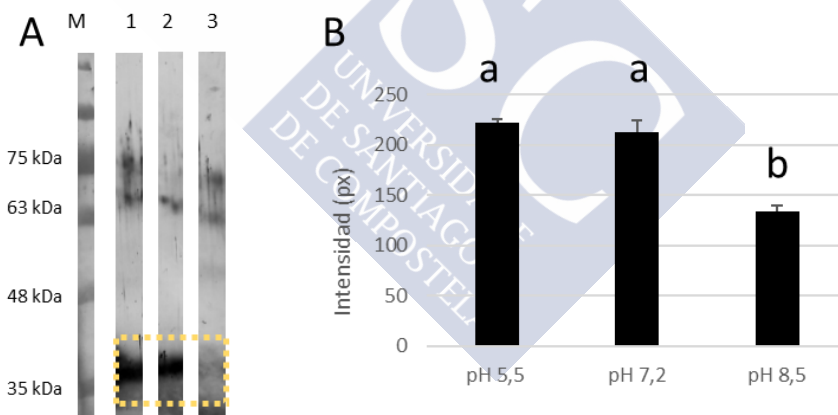 A
M 1 2 3
75 kDa
63 kDa
48 kDa
35 kDa
B
a a b
250
200
150
100
50
0
Intensidad (px)
pH 5,5 pH 7,2 pH 8,5
SC
UNIVERSIDADE
DE SANTIAGO
DE COMPOSTELA